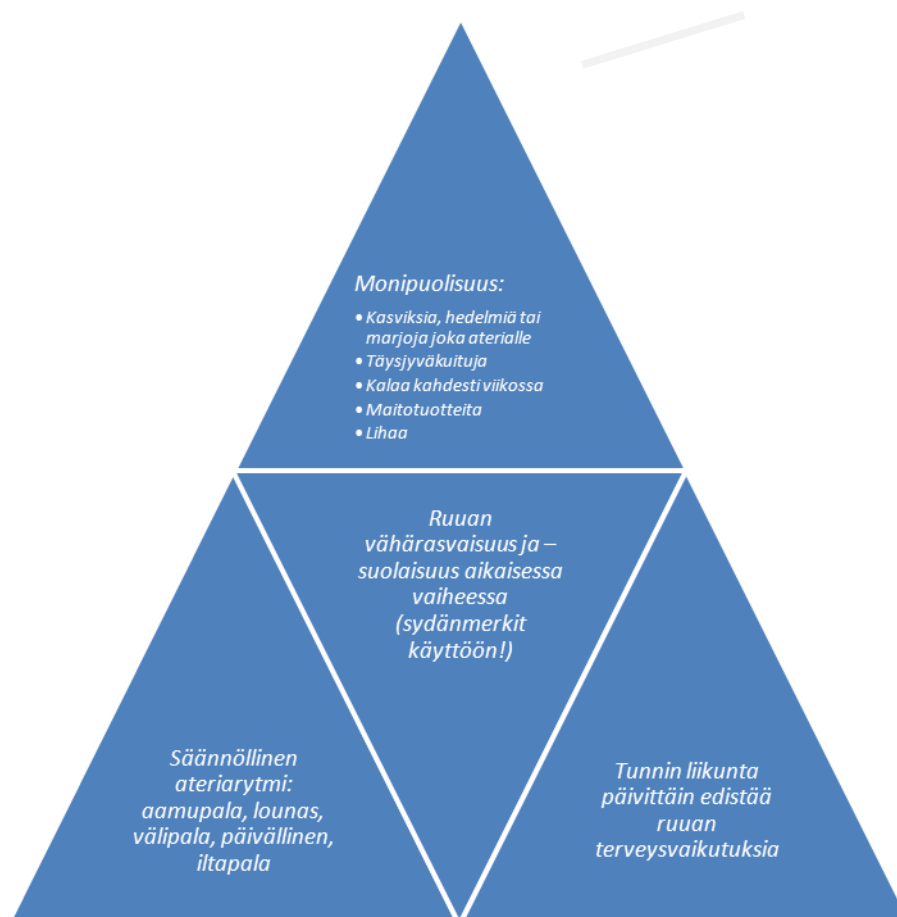 Monipuolisuus:
• Kasviksia, hedelmiä tai
marjoja joka aterialle
• Täysjyväkuituja
• Kalaa kahdesti viikossa
• Maitotuotteita
• Lihaa
Ruuan
vähärasvaisuus ja –
suolaisuus aikaisessa
vaiheessa
(sydänmerkit
käyttöön!)
Säännöllinen
ateriarytmi:
aamupala, lounas,
välipala, päivällinen,
iltapala
Tunnin liikunta
päivittäin edistää
ruuan
terveysvaikutuksia